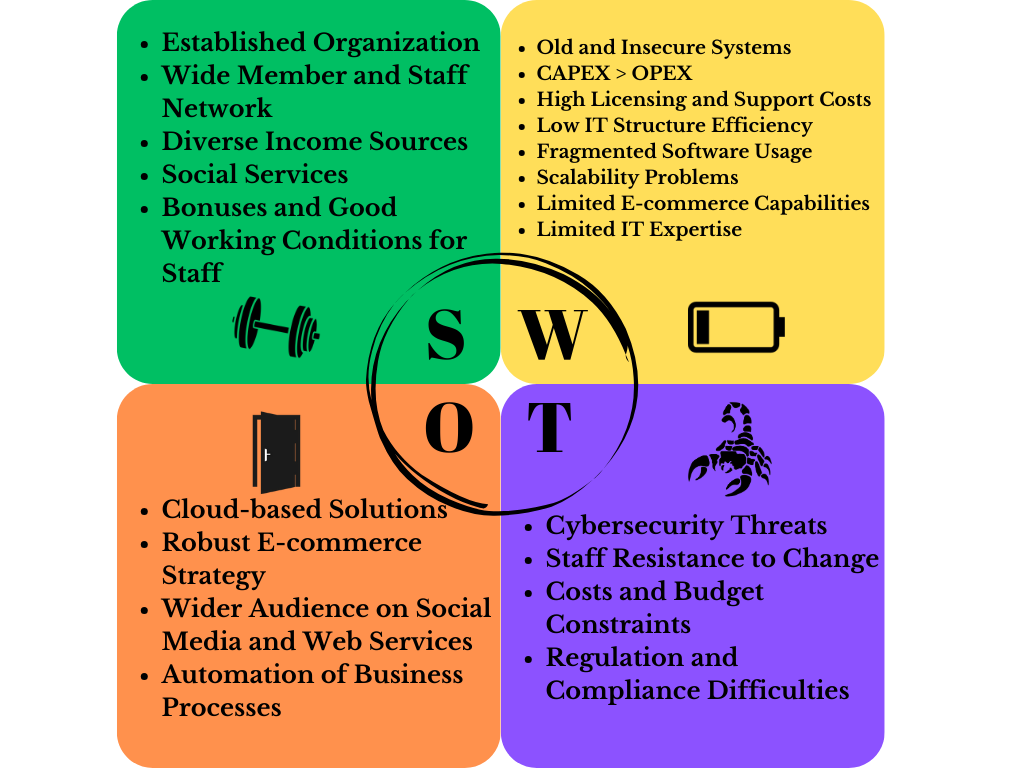 • Established Organization
• Wide Member and Staff
Network
• Diverse Income Sources
• Social Services
• Bonuses and Good
Working Conditions for
Staff
• Old and Insecure Systems
• CAPEX > OPEX
• High Licensing and Support Costs
• Low IT Structure Efficiency
• Fragmented Software Usage
• Scalability Problems
• Limited E-commerce Capabilities
• Limited IT Expertise
S W
O T
• Cloud-based Solutions
• Robust E-commerce
Strategy
• Wider Audience on Social
Media and Web Services
• Automation of Business
Processes
• Cybersecurity Threats
• Staff Resistance to Change
• Costs and Budget
Constraints
• Regulation and
Compliance Difficulties